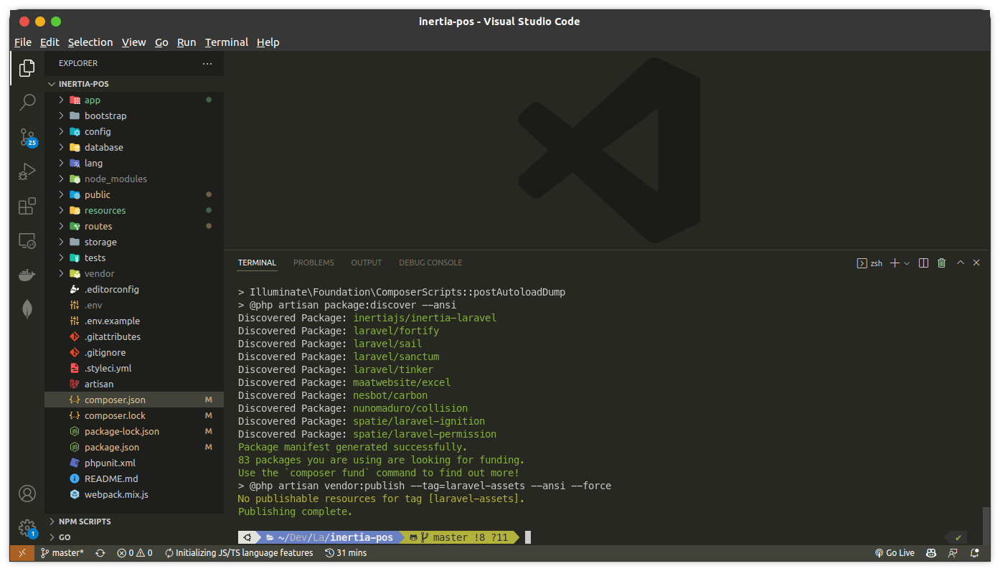 inertia-pos - Visual Studio Code
File Edit Selection View Go Run Terminal Help
EXPLORER
INERTIA-POS
app
bootstrap
config
database
lang
node_modules
public
resources
routes
storage
tests
vendor
.editorconfig
.env
.env.example
.gitattributes
.gitignore
.styleci.yml
artisan
composer.json M
composer.lock M
package-lock.json M
package.json M
phpunit.xml
README.md
webpack.mix.js
NPM SCRIPTS
GO
25
1
TERMINAL PROBLEMS OUTPUT DEBUG CONSOLE zsh
> Illuminate\Foundation\ComposerScripts::postAutoloadDump
> @php artisan package:discover --ansi
Discovered Package: inertiajs/inertia-laravel
Discovered Package: laravel/fortify
Discovered Package: laravel/sail
Discovered Package: laravel/sanctum
Discovered Package: laravel/tinker
Discovered Package: maatwebsite/excel
Discovered Package: nesbot/carbon
Discovered Package: nunomaduro/collision
Discovered Package: spatie/laravel-ignition
Discovered Package: spatie/laravel-permission
Package manifest generated successfully.
83 packages you are using are looking for funding.
Use the `composer fund` command to find out more!
> @php artisan vendor:publish --tag=laravel-assets --ansi --force
No publishable resources for tag [laravel-assets].
Publishing complete.
~/Dev/La/inertia-pos master !8 ?11
master* 0 0 Initializing JS/TS language features 31 mins Go Live